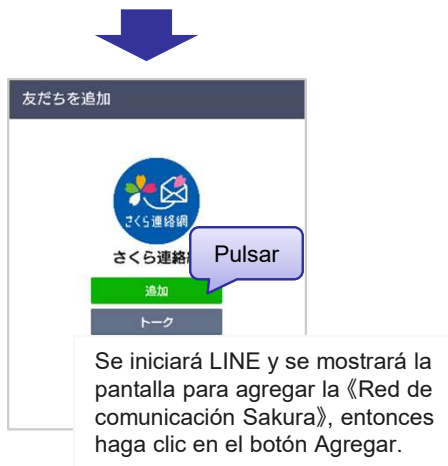 友だちを追加
さくら連絡網
さくら連絡
Pulsar
追加
トーク
Se iniciará LINE y se mostrará la
pantalla para agregar la 《Red de
comunicación Sakura》, entonces
haga clic en el botón Agregar.